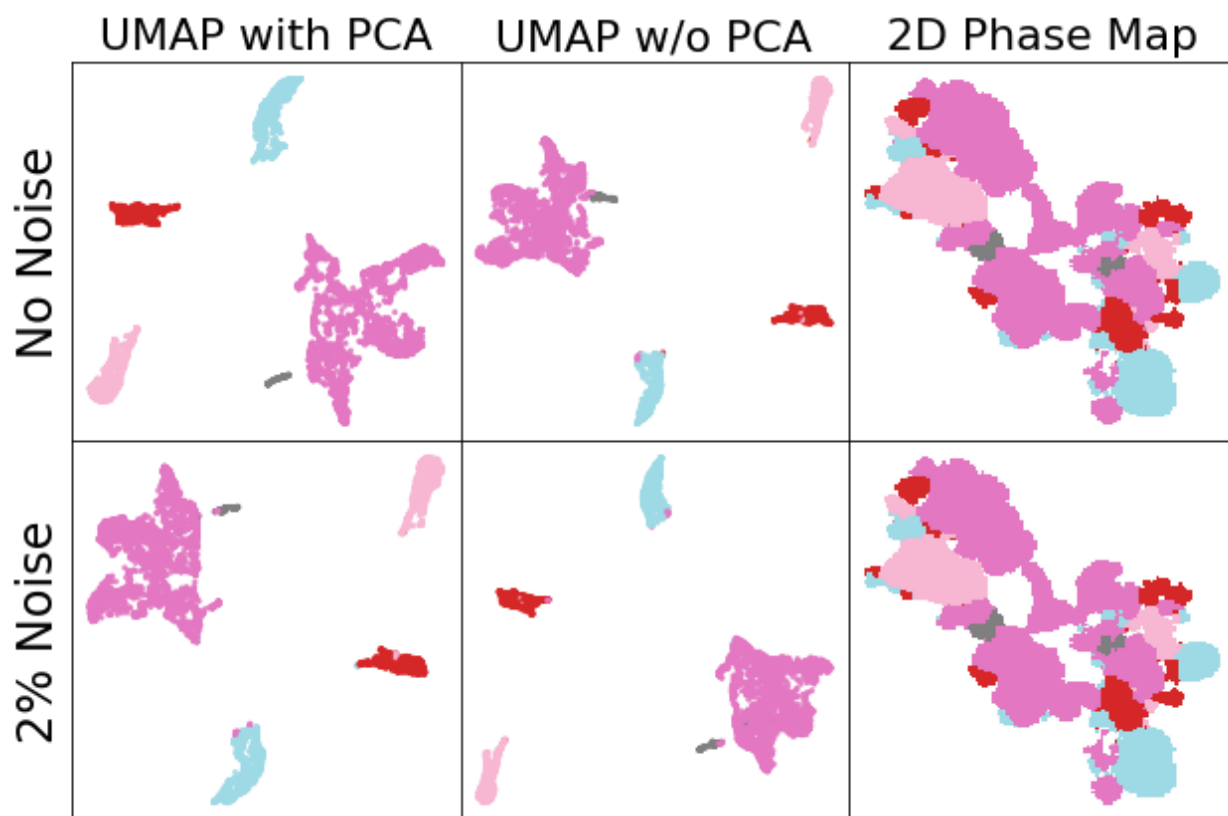 UMAP with PCA
UMAP w/o PCA
2D Phase Map
No Noise
2% Noise